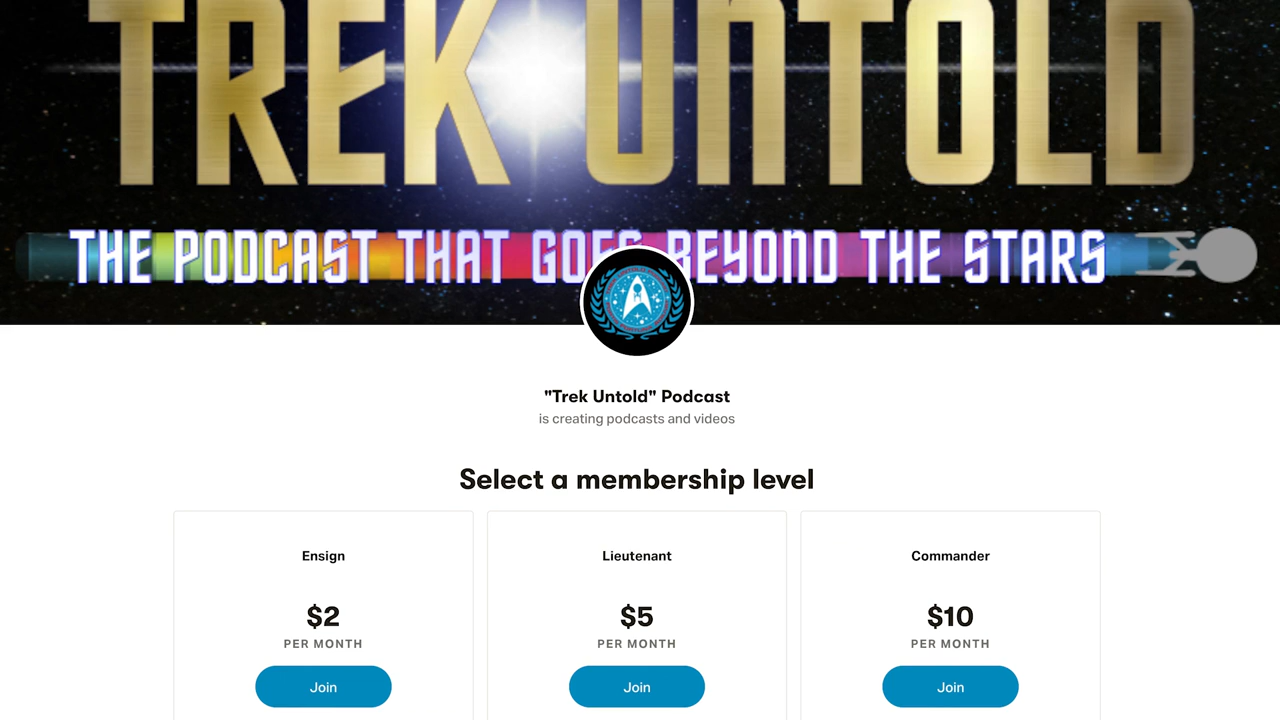 TREK UNTOLD
THE PODCAST THAT GOES BEYOND THE STARS
"Trek Untold" Podcast
is creating podcasts and videos
Select a membership level
Ensign
$2
PER MONTH
Join
Lieutenant
$5
PER MONTH
Join
Commander
$10
PER MONTH
Join